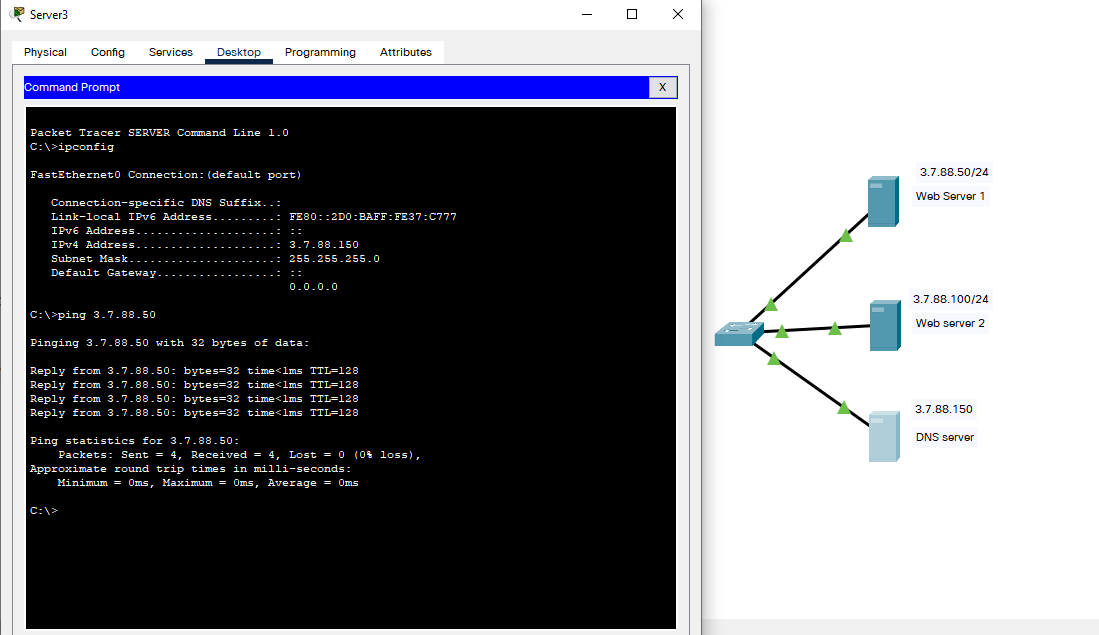 Server3
Physical Config Services Desktop Programming Attributes
Command Prompt X
Packet Tracer SERVER Command Line 1.0
C:\>ipconfig
FastEthernet0 Connection:(default port)
Connection-specific DNS Suffix..:
Link-local IPv6 Address.........: FE80::2D0:BAFF:FE37:C777
IPv6 Address....................: ::
IPv4 Address....................: 3.7.88.150
Subnet Mask.....................: 255.255.255.0
Default Gateway.................: ::
0.0.0.0
C:\>ping 3.7.88.50
Pinging 3.7.88.50 with 32 bytes of data:
Reply from 3.7.88.50: bytes=32 time<1ms TTL=128
Reply from 3.7.88.50: bytes=32 time<1ms TTL=128
Reply from 3.7.88.50: bytes=32 time<1ms TTL=128
Reply from 3.7.88.50: bytes=32 time<1ms TTL=128
Ping statistics for 3.7.88.50:
Packets: Sent = 4, Received = 4, Lost = 0 (0% loss),
Approximate round trip times in milli-seconds:
Minimum = 0ms, Maximum = 0ms, Average = 0ms
C:\>
3.7.88.50/24
Web Server 1
3.7.88.100/24
Web server 2
3.7.88.150
DNS server